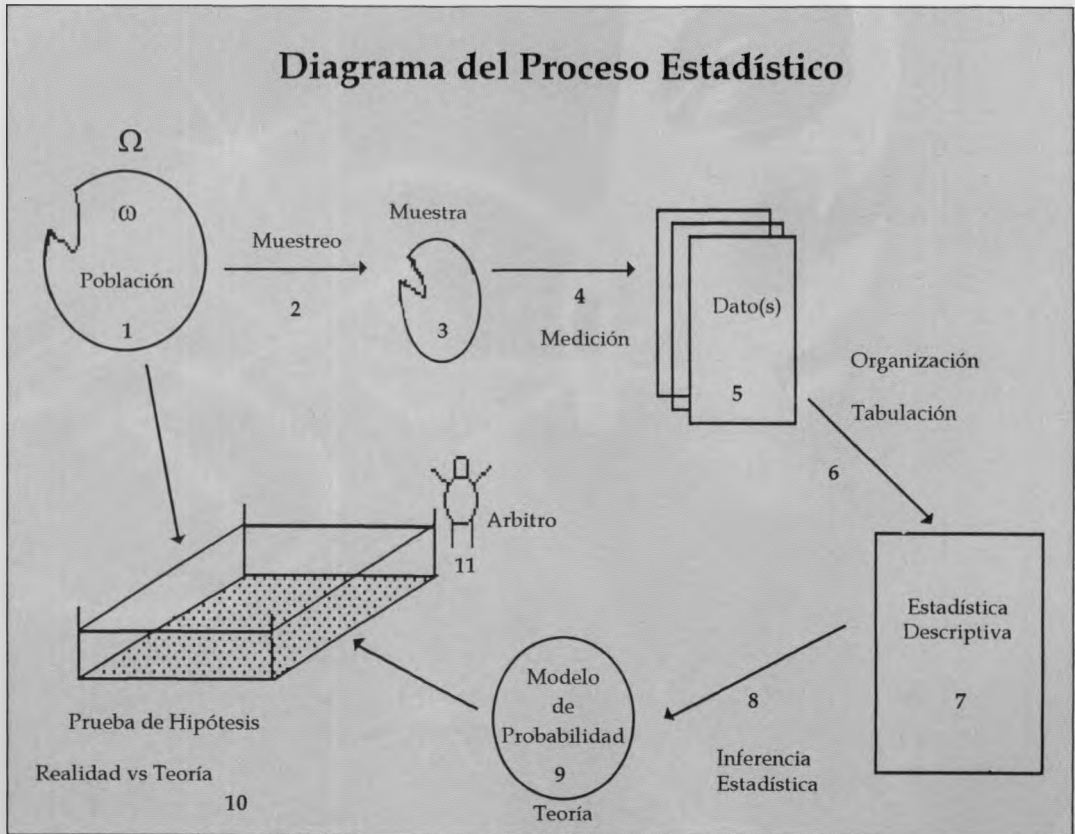 Diagrama del Proceso Estadístico
Ω
ω
Población
1
Muestreo
2
Muestra
3
4
Medición
Dato(s)
5
Organización
Tabulación
6
Estadística
Descriptiva
7
8
Inferencia
Estadística
Modelo
de
Probabilidad
9
Teoría
Arbitro
11
Prueba de Hipótesis
Realidad vs Teoría
10